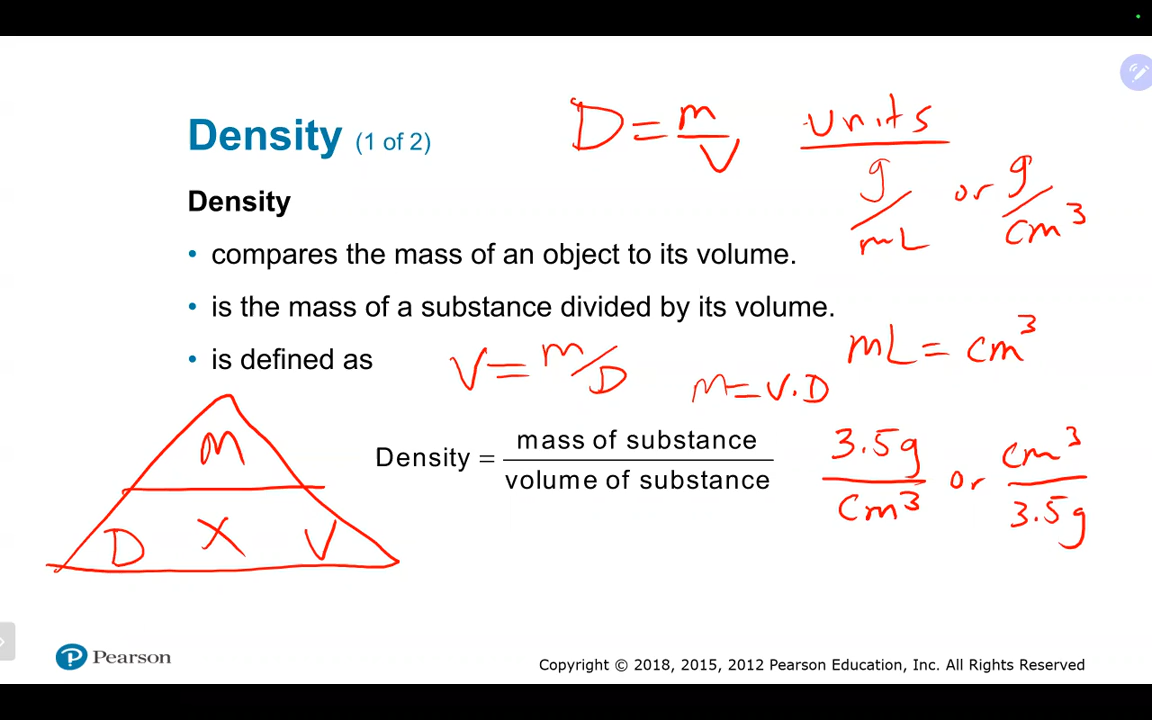 Density (1 of 2)
D = m / V
units
g / mL or g / cm³
Density
• compares the mass of an object to its volume.
• is the mass of a substance divided by its volume.
• is defined as
V = m / D
m = V . D
mL = cm³
m
D X V
Density = mass of substance / volume of substance
3.5g / cm³ or cm³ / 3.5g
P Pearson
Copyright © 2018, 2015, 2012 Pearson Education, Inc. All Rights Reserved